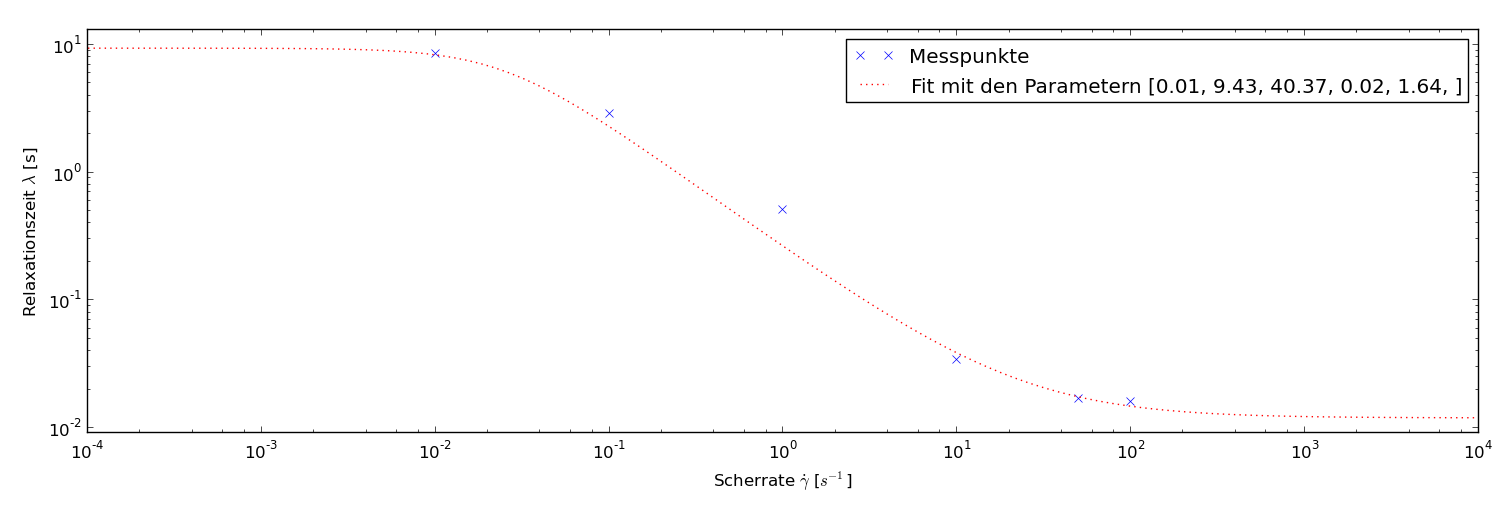 Messpunkte
Fit mit den Parametern [0.01, 9.43, 40.37, 0.02, 1.64, ]
Relaxationszeit λ [s]
10^1
10^0
10^-1
10^-2
10^-4 10^-3 10^-2 10^-1 10^0 10^1 10^2 10^3 10^4
Scherrate γ̇ [s^-1]